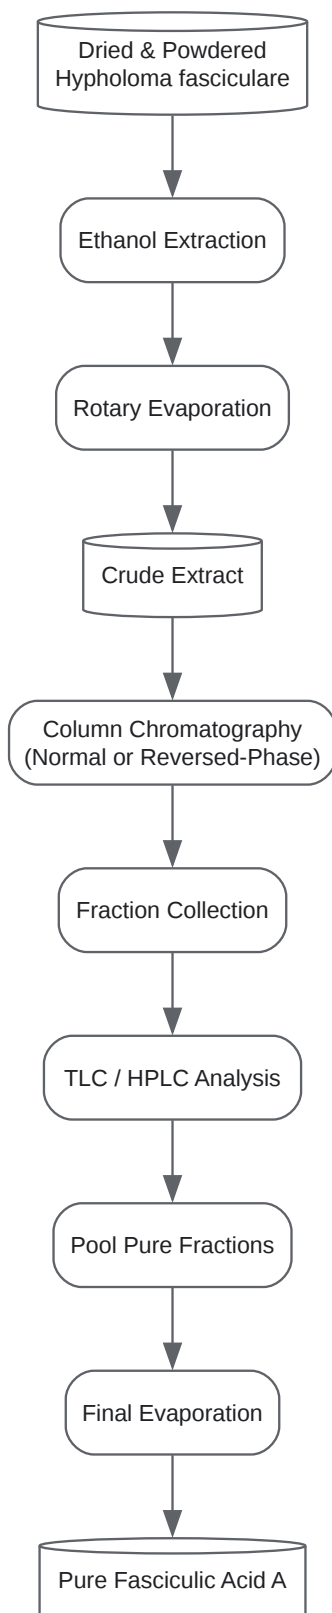 Dried & Powdered
Hypholoma fasciculare
Ethanol Extraction
Rotary Evaporation
Crude Extract
Column Chromatography
(Normal or Reversed-Phase)
Fraction Collection
TLC / HPLC Analysis
Pool Pure Fractions
Final Evaporation
Pure Fasciculic Acid A